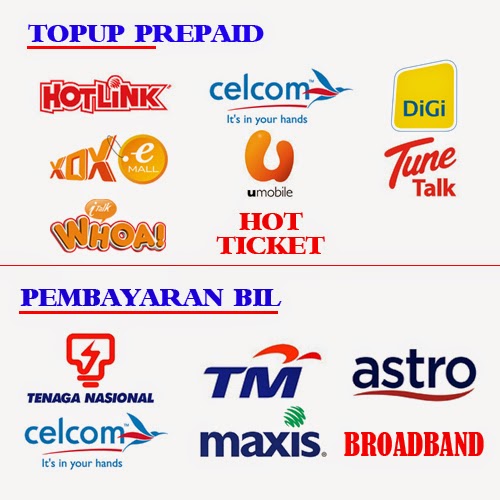 TOPUP PREPAID
HOTLINK
celcom
It's in your hands
DiGi
XOX
.e
MALL
umobile
Tune
Talk
iTalk
WHOA!
HOT
TICKET
PEMBAYARAN BIL
TENAGA NASIONAL
TM
astro
celcom
It's in your hands
maxis
BROADBAND